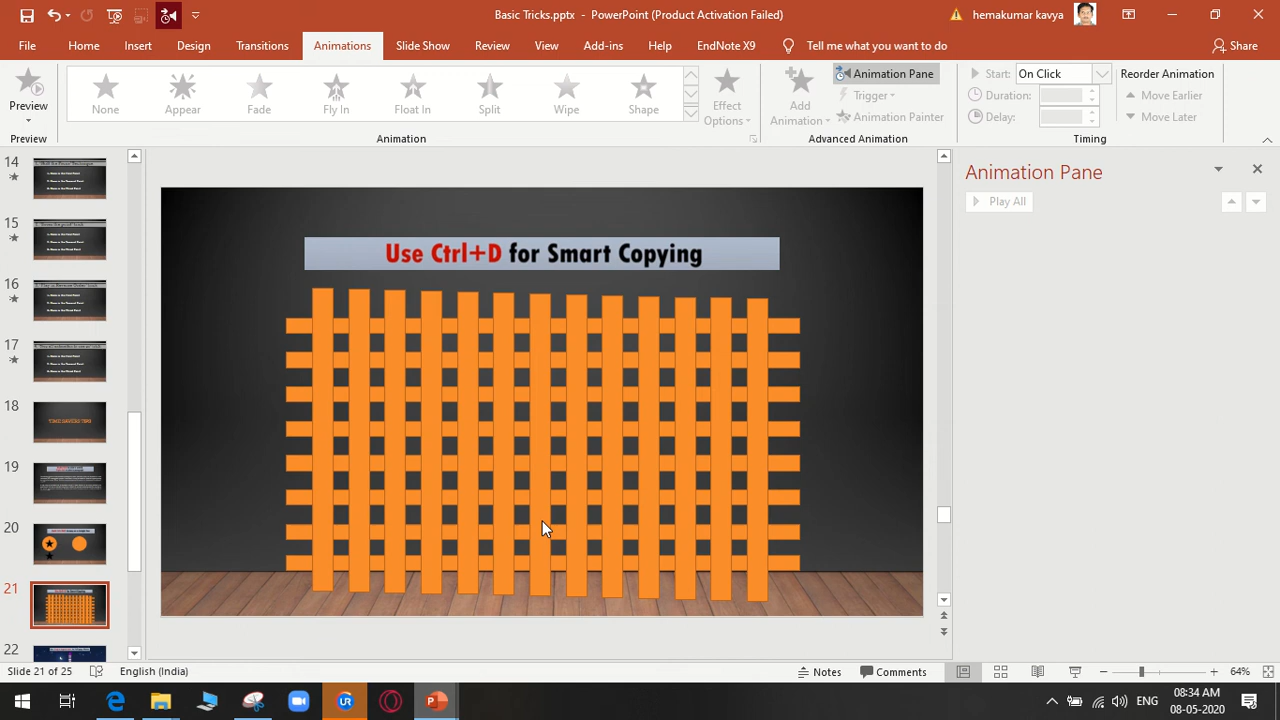 Basic Tricks.pptx - PowerPoint (Product Activation Failed)
hemakumar kavya
File
Home
Insert
Design
Transitions
Animations
Slide Show
Review
View
Add-ins
Help
EndNote X9
Tell me what you want to do
Share
Preview
None
Appear
Fade
Fly In
Float In
Split
Wipe
Shape
Effect
Options
Add
Animation
Animation Pane
Trigger
Animation Painter
Start: On Click
Duration:
Delay:
Reorder Animation
Move Earlier
Move Later
Preview
Animation
Advanced Animation
Timing
14
15
16
17
18
TIME SAVING TIPS
19
20
21
22
Use Ctrl+D for Smart Copying
Animation Pane
Play All
Slide 21 of 25
English (India)
Notes
Comments
64%
UR
P
ENG
08:34 AM
08-05-2020